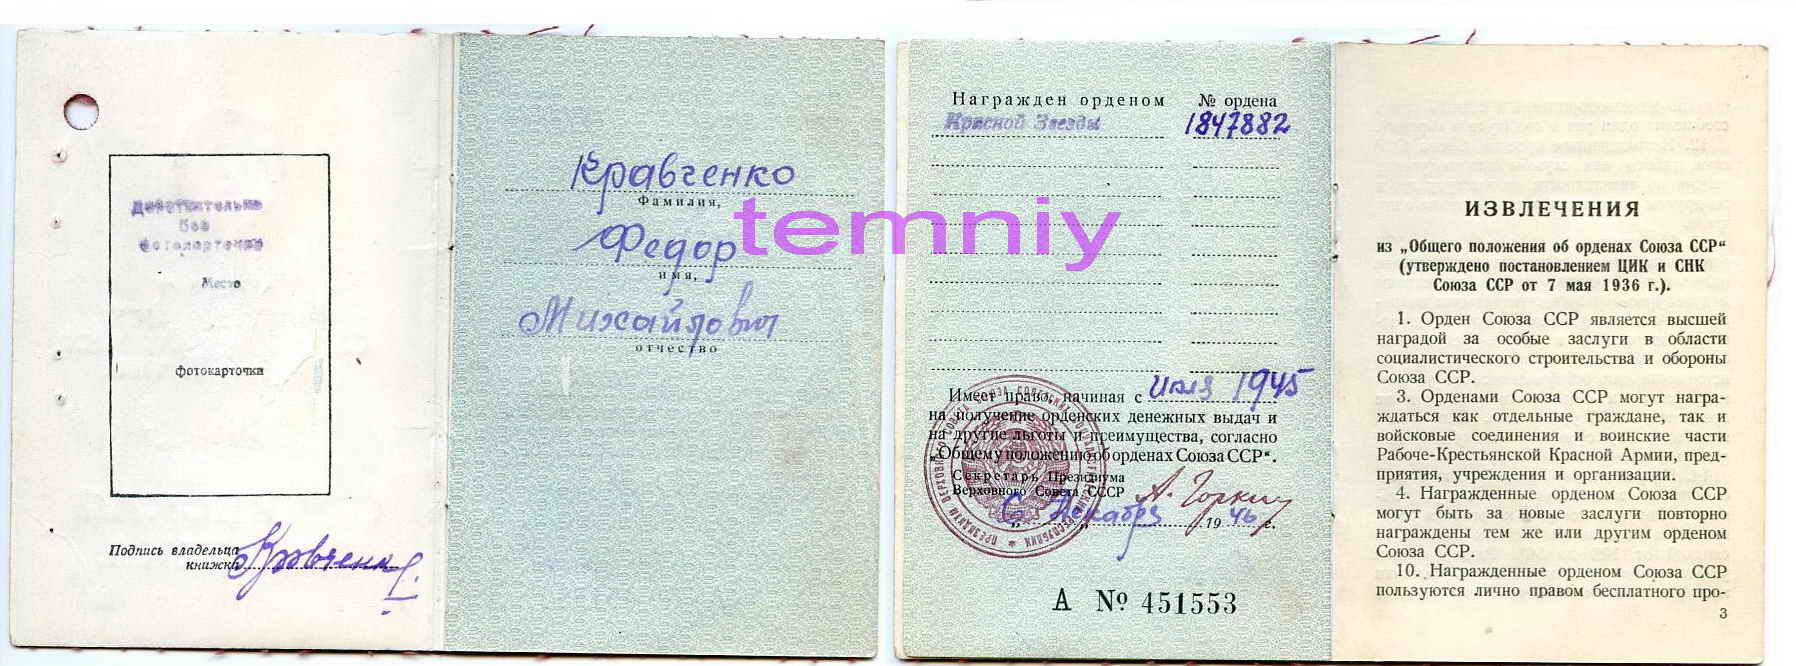 Действительно
без
фотокарточки
Место
фотокарточки
Подпись владельца
книжки Кравченко
Кравченко
Фамилия,
Федор
имя,
Михайлович
отчество
temniy
Награжден орденом № ордена
Красной Звезды 1847882
Имеет право, начиная с июля 1945
на получение орденских денежных выдач и
на другие льготы и преимущества, согласно
„Общему положению об орденах Союза ССР“.
Секретарь Президиума
Верховного Совета СССР А. Горкин
„6“ декабря 1946 г.
А № 451553
ИЗВЛЕЧЕНИЯ
из „Общего положения об орденах Союза ССР“
(утверждено постановлением ЦИК и СНК
Союза ССР от 7 мая 1936 г.).
1. Орден Союза ССР является высшей
наградой за особые заслуги в области
социалистического строительства и обороны
Союза ССР.
3. Орденами Союза ССР могут награ-
ждаться как отдельные граждане, так и
войсковые соединения и воинские части
Рабоче-Крестьянской Красной Армии, пред-
приятия, учреждения и организации.
4. Награжденные орденом Союза ССР
могут быть за новые заслуги повторно
награждены тем же или другим орденом
Союза ССР.
10. Награжденные орденом Союза ССР
пользуются лично правом бесплатного про-
3